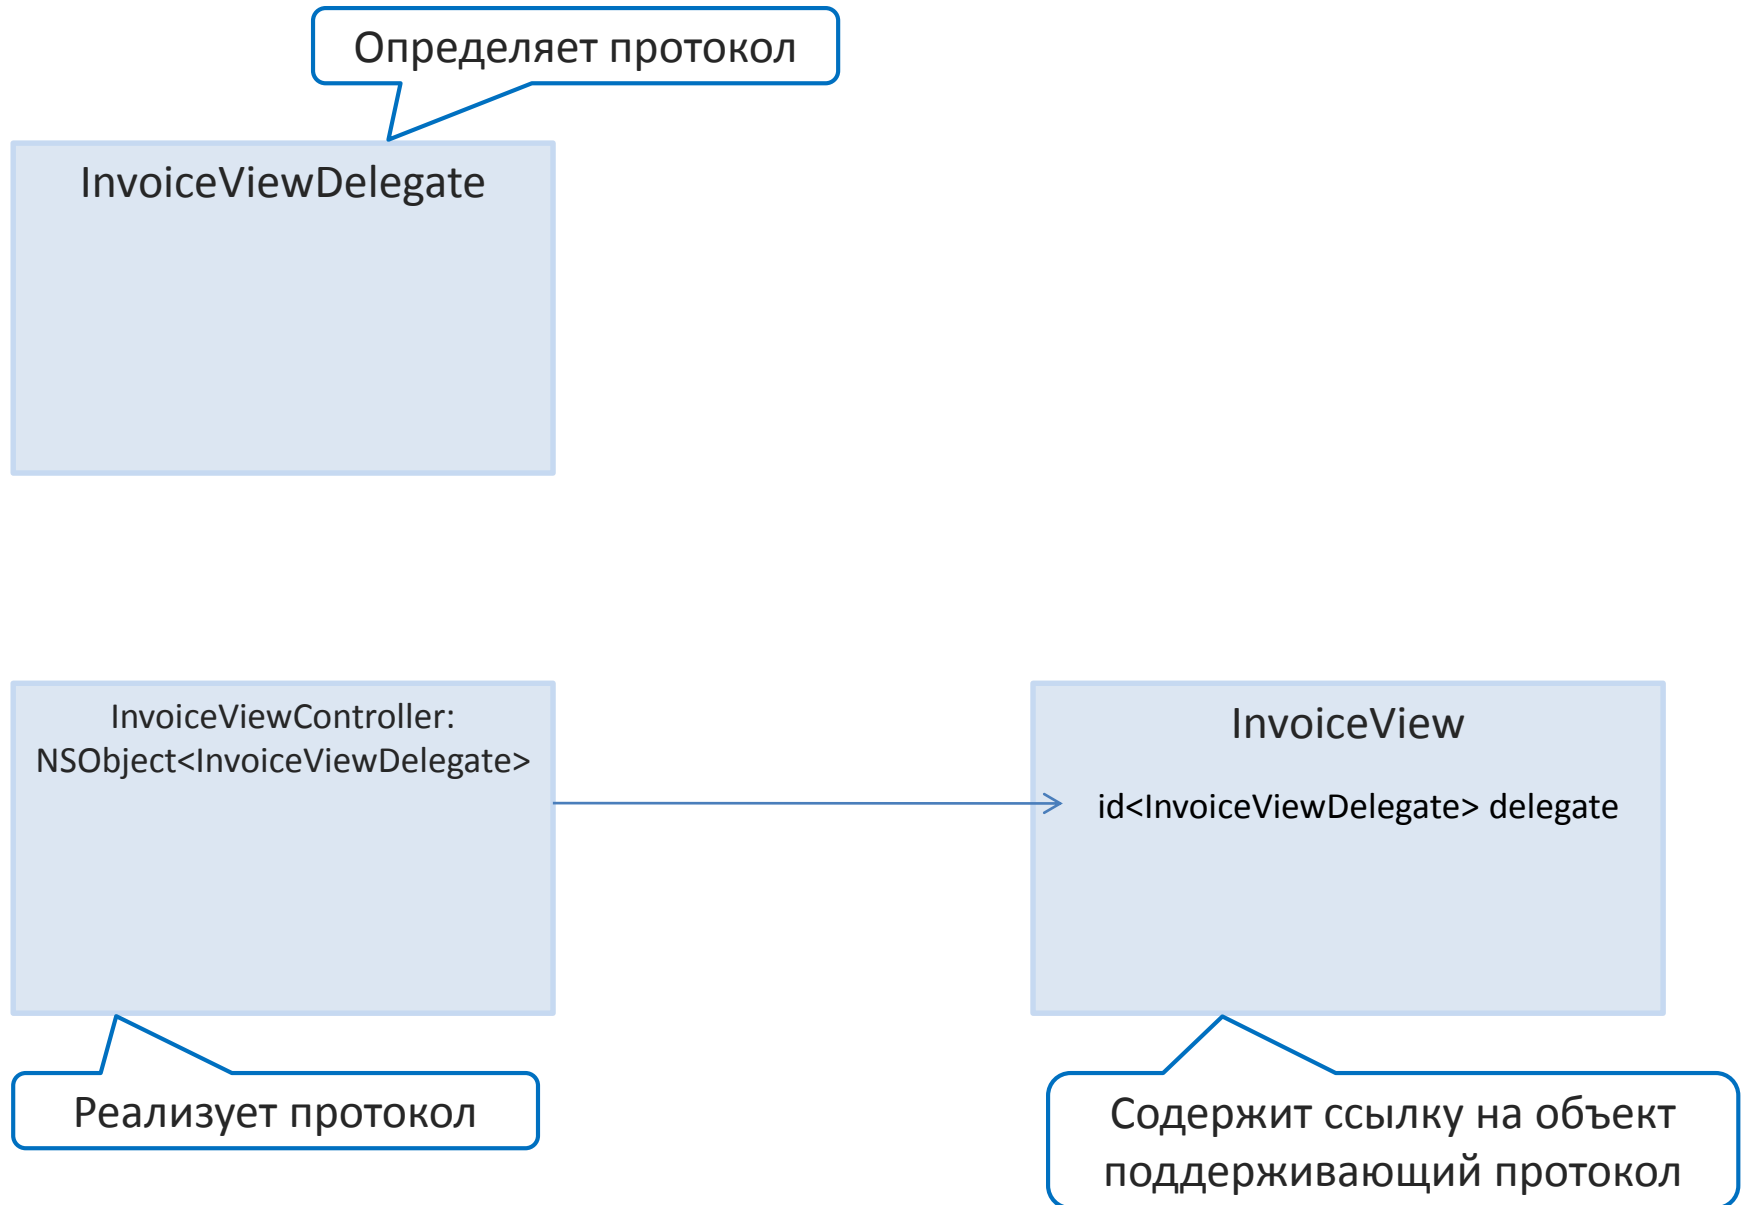 Определяет протокол
InvoiceViewDelegate
InvoiceViewController:
NSObject<InvoiceViewDelegate>
InvoiceView
id<InvoiceViewDelegate> delegate
Реализует протокол
Содержит ссылку на объект
поддерживающий протокол